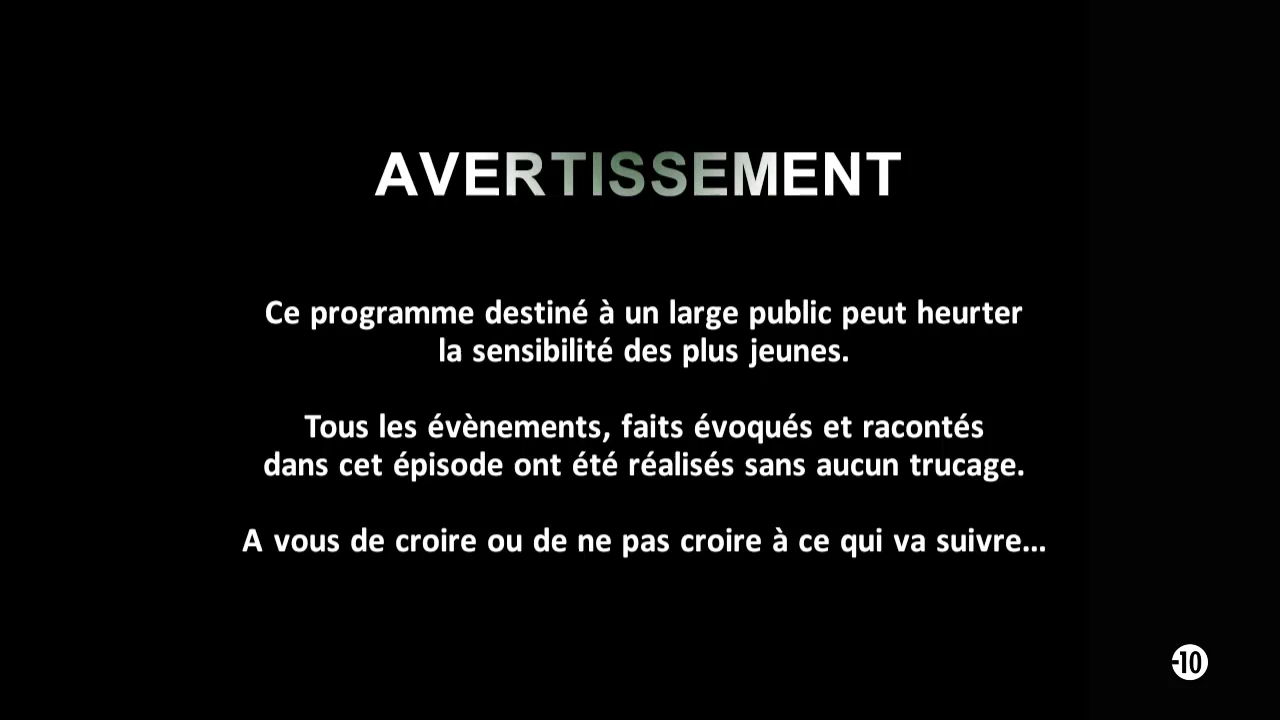 AVERTISSEMENT
Ce programme destiné à un large public peut heurter
la sensibilité des plus jeunes.
Tous les évènements, faits évoqués et racontés
dans cet épisode ont été réalisés sans aucun trucage.
A vous de croire ou de ne pas croire à ce qui va suivre...
-10